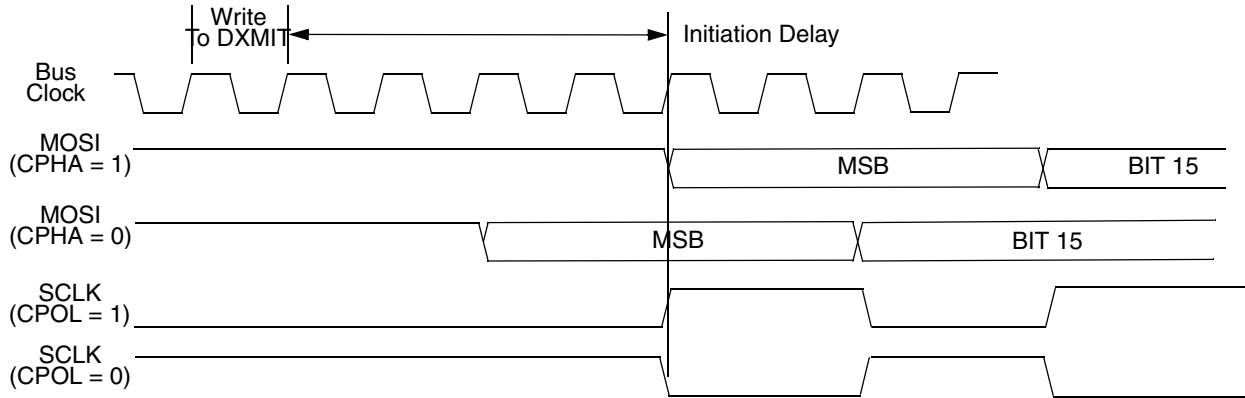 Write
To DXMIT
Initiation Delay
Bus
Clock
MOSI
(CPHA = 1)
MSB
BIT 15
MOSI
(CPHA = 0)
MSB
BIT 15
SCLK
(CPOL = 1)
SCLK
(CPOL = 0)